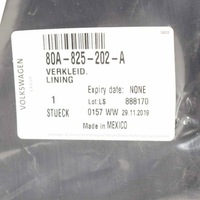 VOLKSWAGEN
80A-825-202-A
VERKLEID.
LINING
Expiry date: NONE
1 Lot: LS 888170
STUECK 0157 WW 29.11.2019
Made in MEXICO